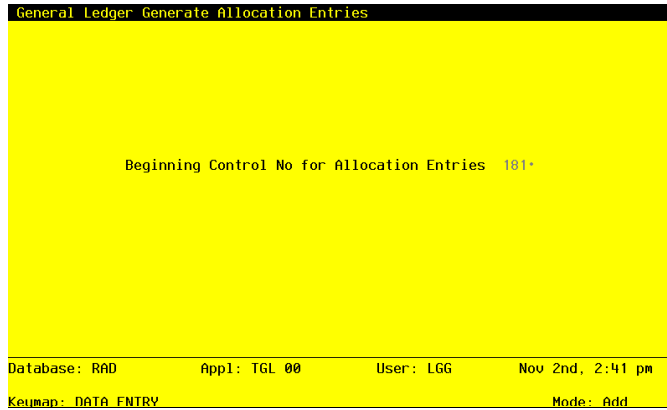 General Ledger Generate Allocation Entries
Beginning Control No for Allocation Entries 181*
Database: RAD Appl: TGL 00 User: LGG Nov 2nd, 2:41 pm
Keymap: DATA ENTRY Mode: Add